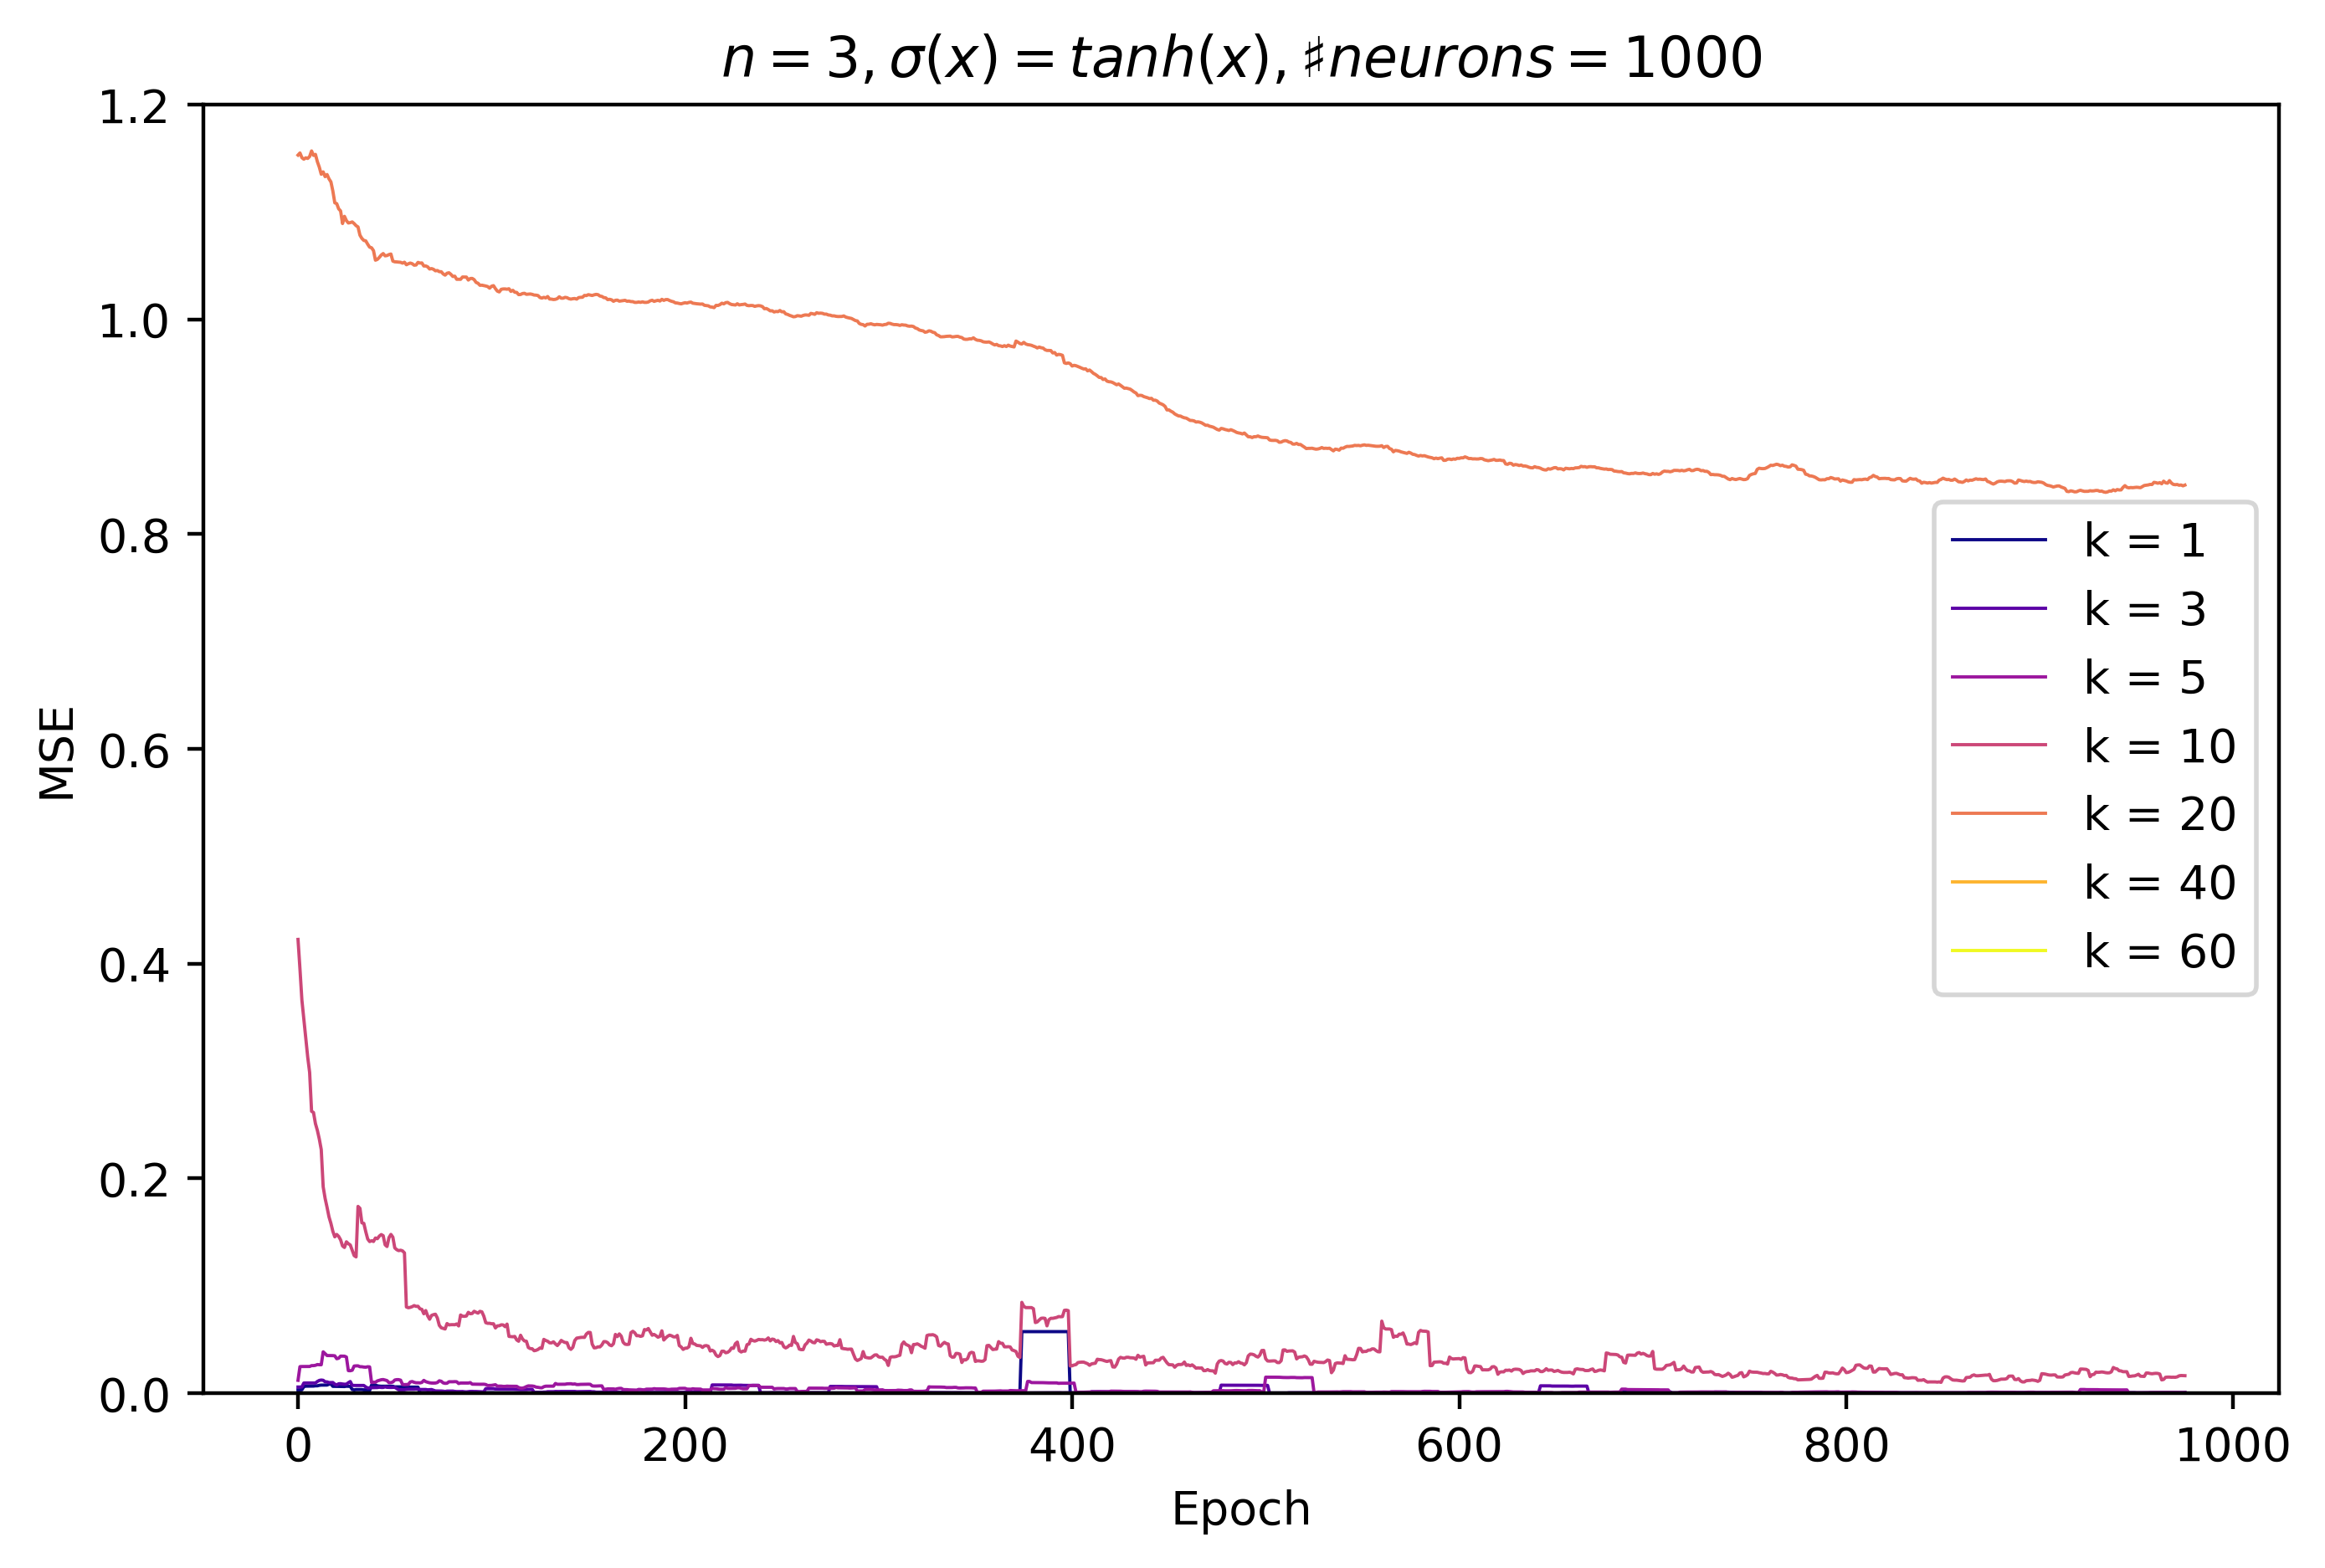 n = 3, σ(x) = tanh(x), ♯neurons = 1000
1.2
1.0
0.8
0.6
0.4
0.2
0.0
MSE
k = 1
k = 3
k = 5
k = 10
k = 20
k = 40
k = 60
0 200 400 600 800 1000
Epoch